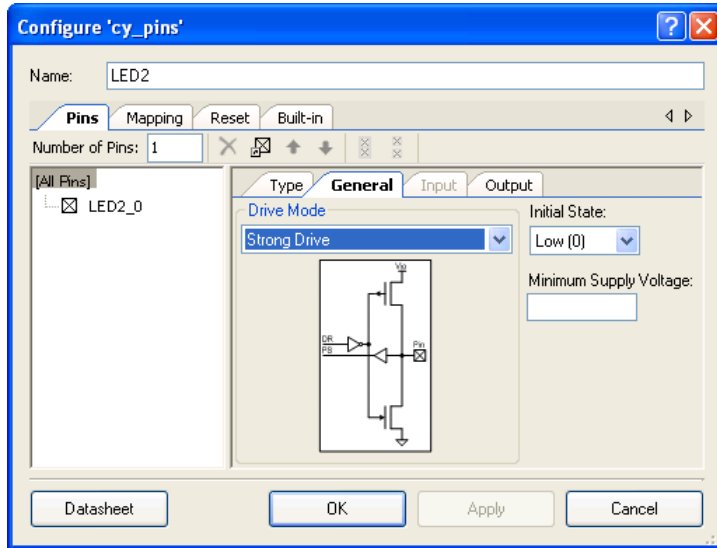 Configure 'cy_pins'
Name: LED2
Pins Mapping Reset Built-in
Number of Pins: 1
[All Pins]
LED2_0
Type General Input Output
Drive Mode
Strong Drive
Initial State:
Low (0)
Minimum Supply Voltage:
Vio
DR
PS
Pin
Datasheet OK Apply Cancel